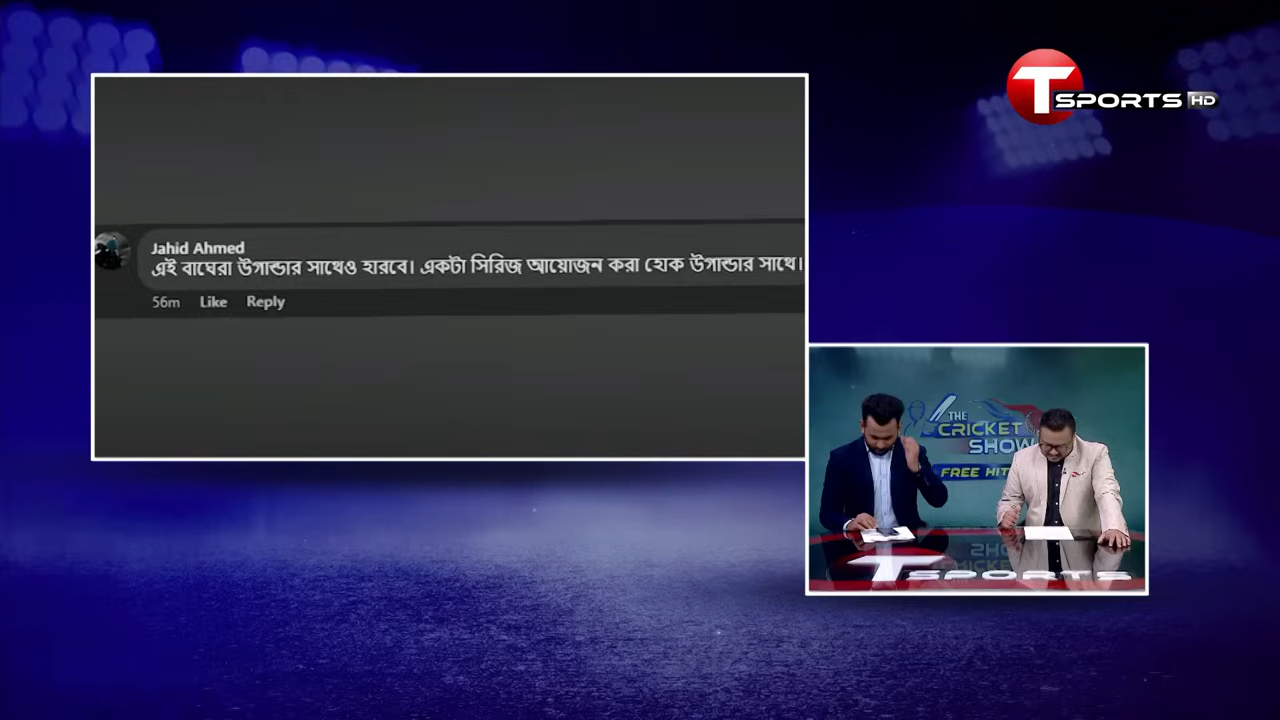 T SPORTS HD
Jahid Ahmed
এই বাঘেরা উগান্ডার সাথেও হারবে। একটা সিরিজ আয়োজন করা হোক উগান্ডার সাথে।
56m Like Reply
THE
CRICKET
SHOW
FREE HIT
T SPORTS